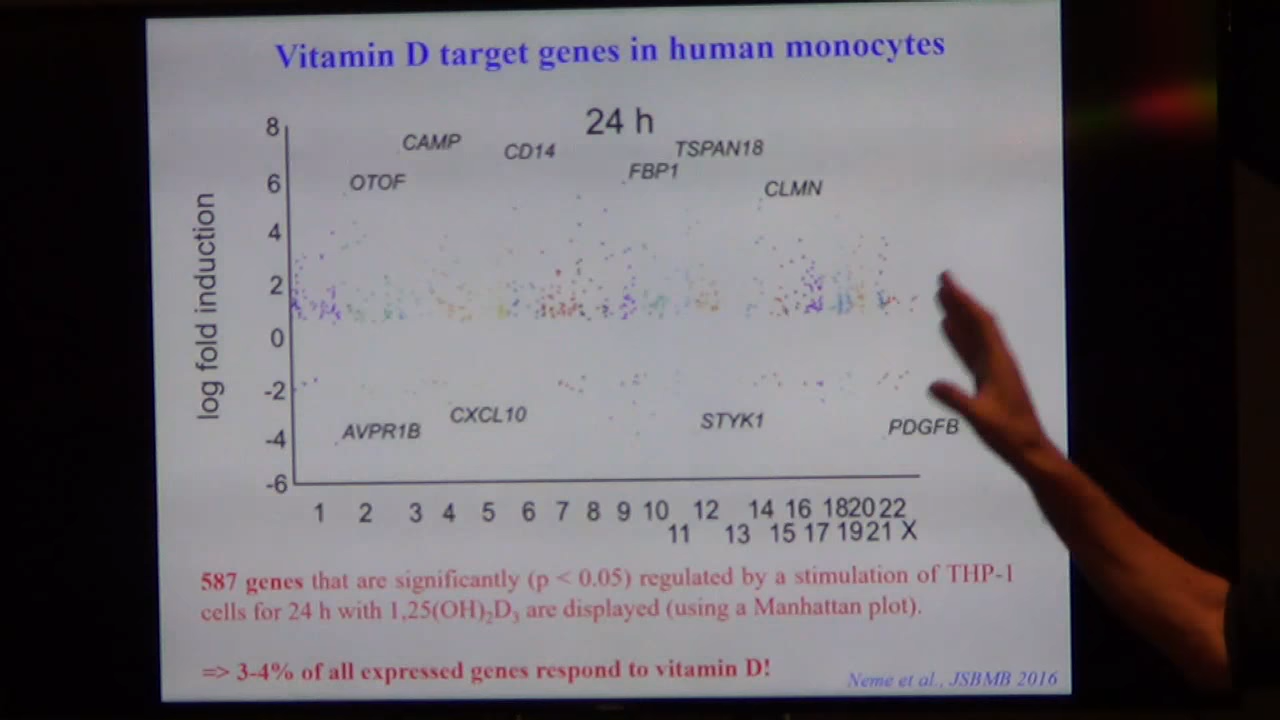 Vitamin D target genes in human monocytes
24 h
8
6
4
2
0
-2
-4
-6
log fold induction
CAMP
CD14
TSPAN18
FBP1
OTOF
CLMN
CXCL10
STYK1
AVPR1B
PDGFB
1 2 3 4 5 6 7 8 9 10 12 14 16 18 20 22
11 13 15 17 19 21 X
587 genes that are significantly (p < 0.05) regulated by a stimulation of THP-1
cells for 24 h with 1,25(OH)₂D₃ are displayed (using a Manhattan plot).
=> 3-4% of all expressed genes respond to vitamin D!
Neme et al., JSBMB 2016